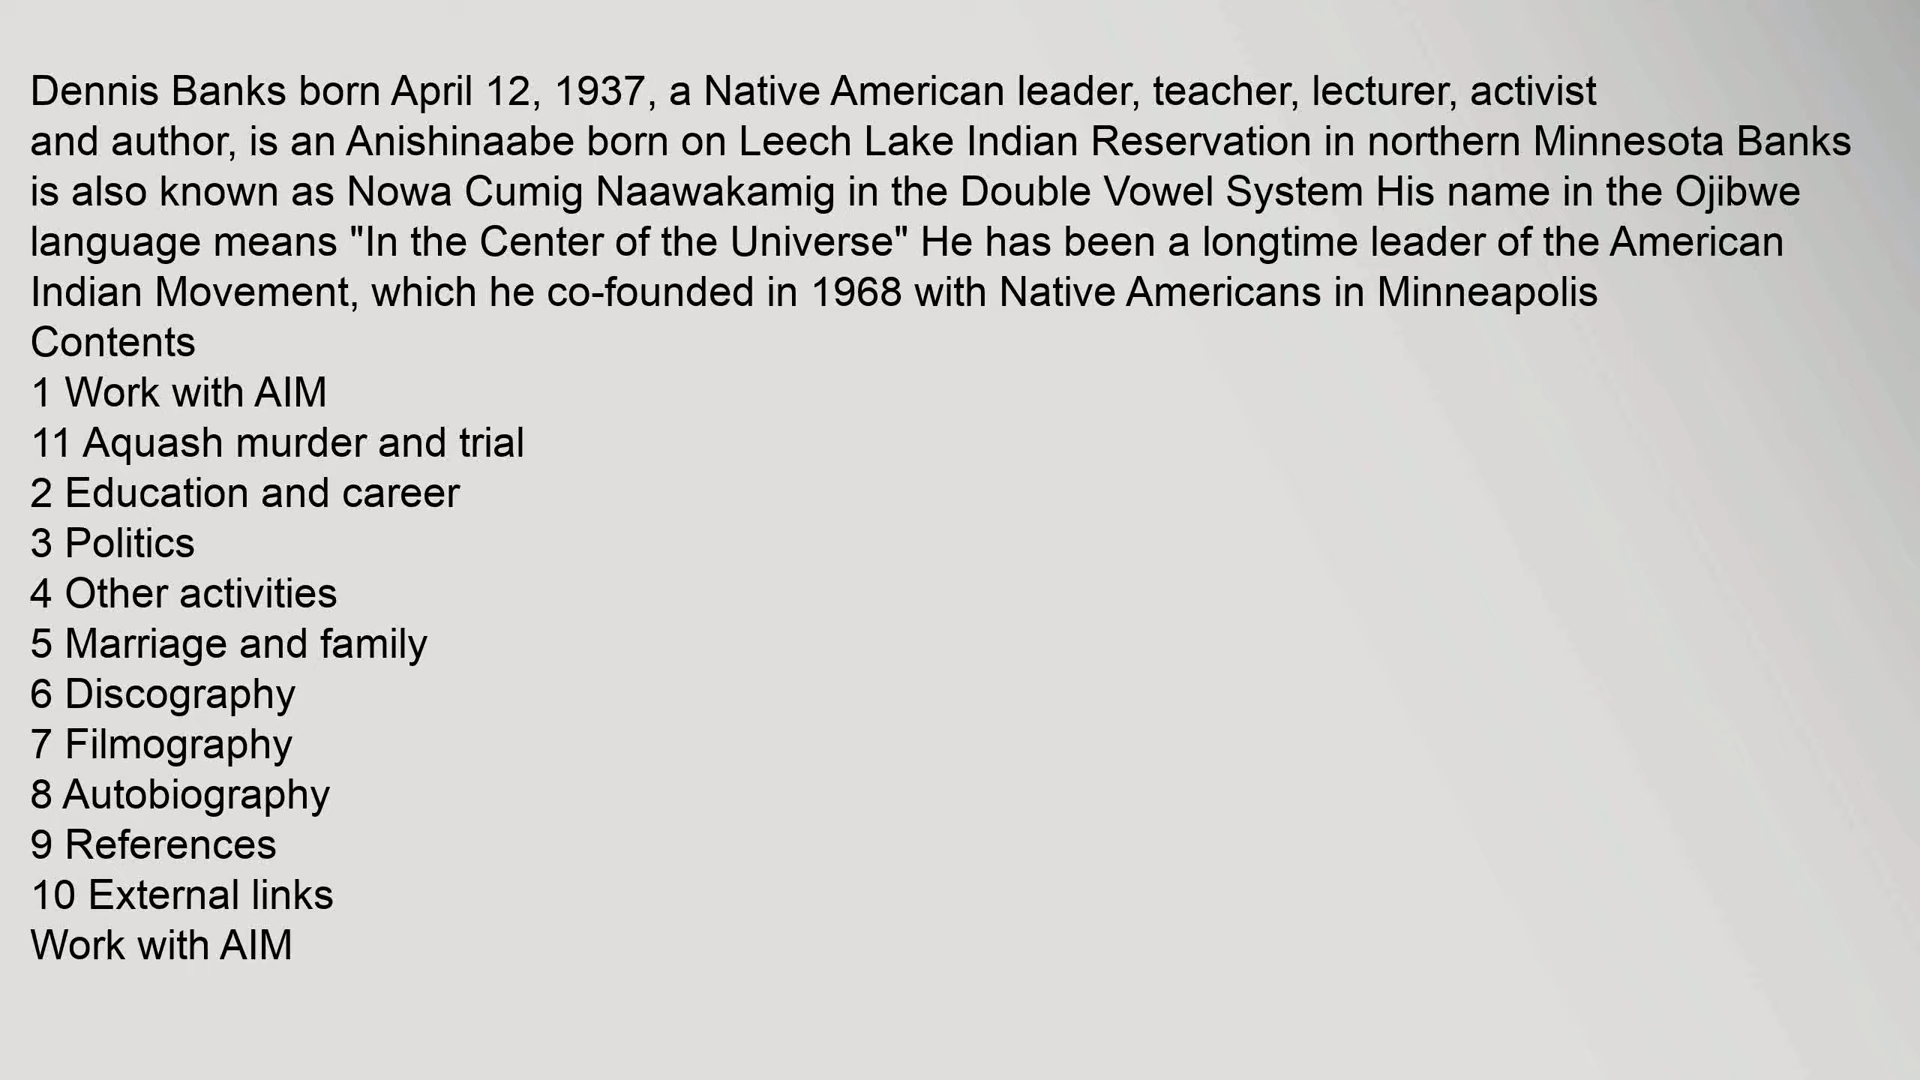 Dennis Banks born April 12, 1937, a Native American leader, teacher, lecturer, activist
and author, is an Anishinaabe born on Leech Lake Indian Reservation in northern Minnesota Banks
is also known as Nowa Cumig Naawakamig in the Double Vowel System His name in the Ojibwe
language means "In the Center of the Universe" He has been a longtime leader of the American
Indian Movement, which he co-founded in 1968 with Native Americans in Minneapolis
Contents
1 Work with AIM
11 Aquash murder and trial
2 Education and career
3 Politics
4 Other activities
5 Marriage and family
6 Discography
7 Filmography
8 Autobiography
9 References
10 External links
Work with AIM